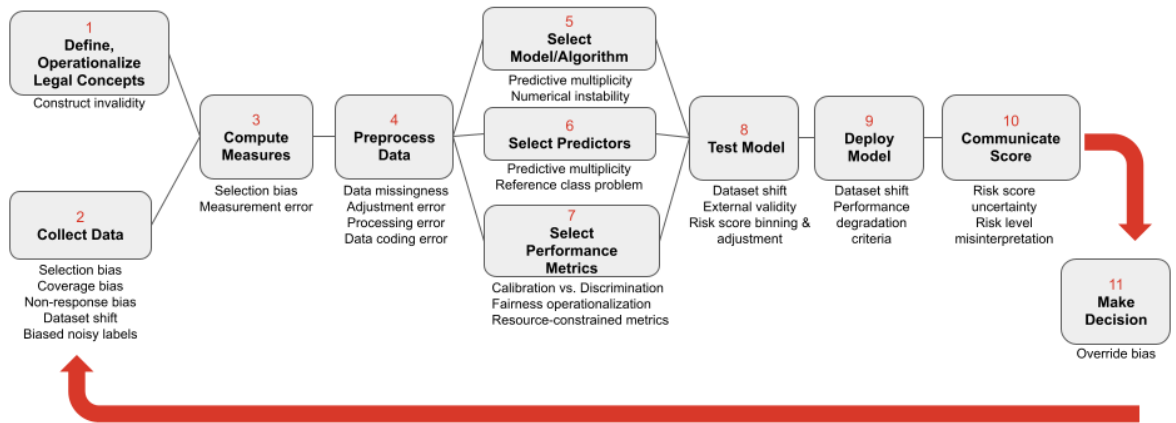 1
Define,
Operationalize
Legal Concepts
Construct invalidity
2
Collect Data
Selection bias
Coverage bias
Non-response bias
Dataset shift
Biased noisy labels
3
Compute
Measures
Selection bias
Measurement error
4
Preprocess
Data
Data missingness
Adjustment error
Processing error
Data coding error
5
Select
Model/Algorithm
Predictive multiplicity
Numerical instability
6
Select Predictors
Predictive multiplicity
Reference class problem
7
Select
Performance
Metrics
Calibration vs. Discrimination
Fairness operationalization
Resource-constrained metrics
8
Test Model
Dataset shift
External validity
Risk score binning &
adjustment
9
Deploy
Model
Dataset shift
Performance
degradation
criteria
10
Communicate
Score
Risk score
uncertainty
Risk level
misinterpretation
11
Make
Decision
Override bias